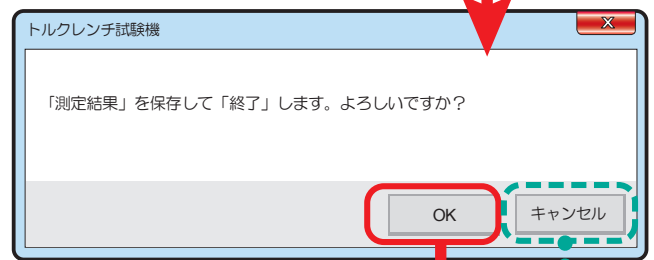 トルクレンチ試験機
X
「測定結果」を保存して「終了」します。よろしいですか？
OK
キャンセル